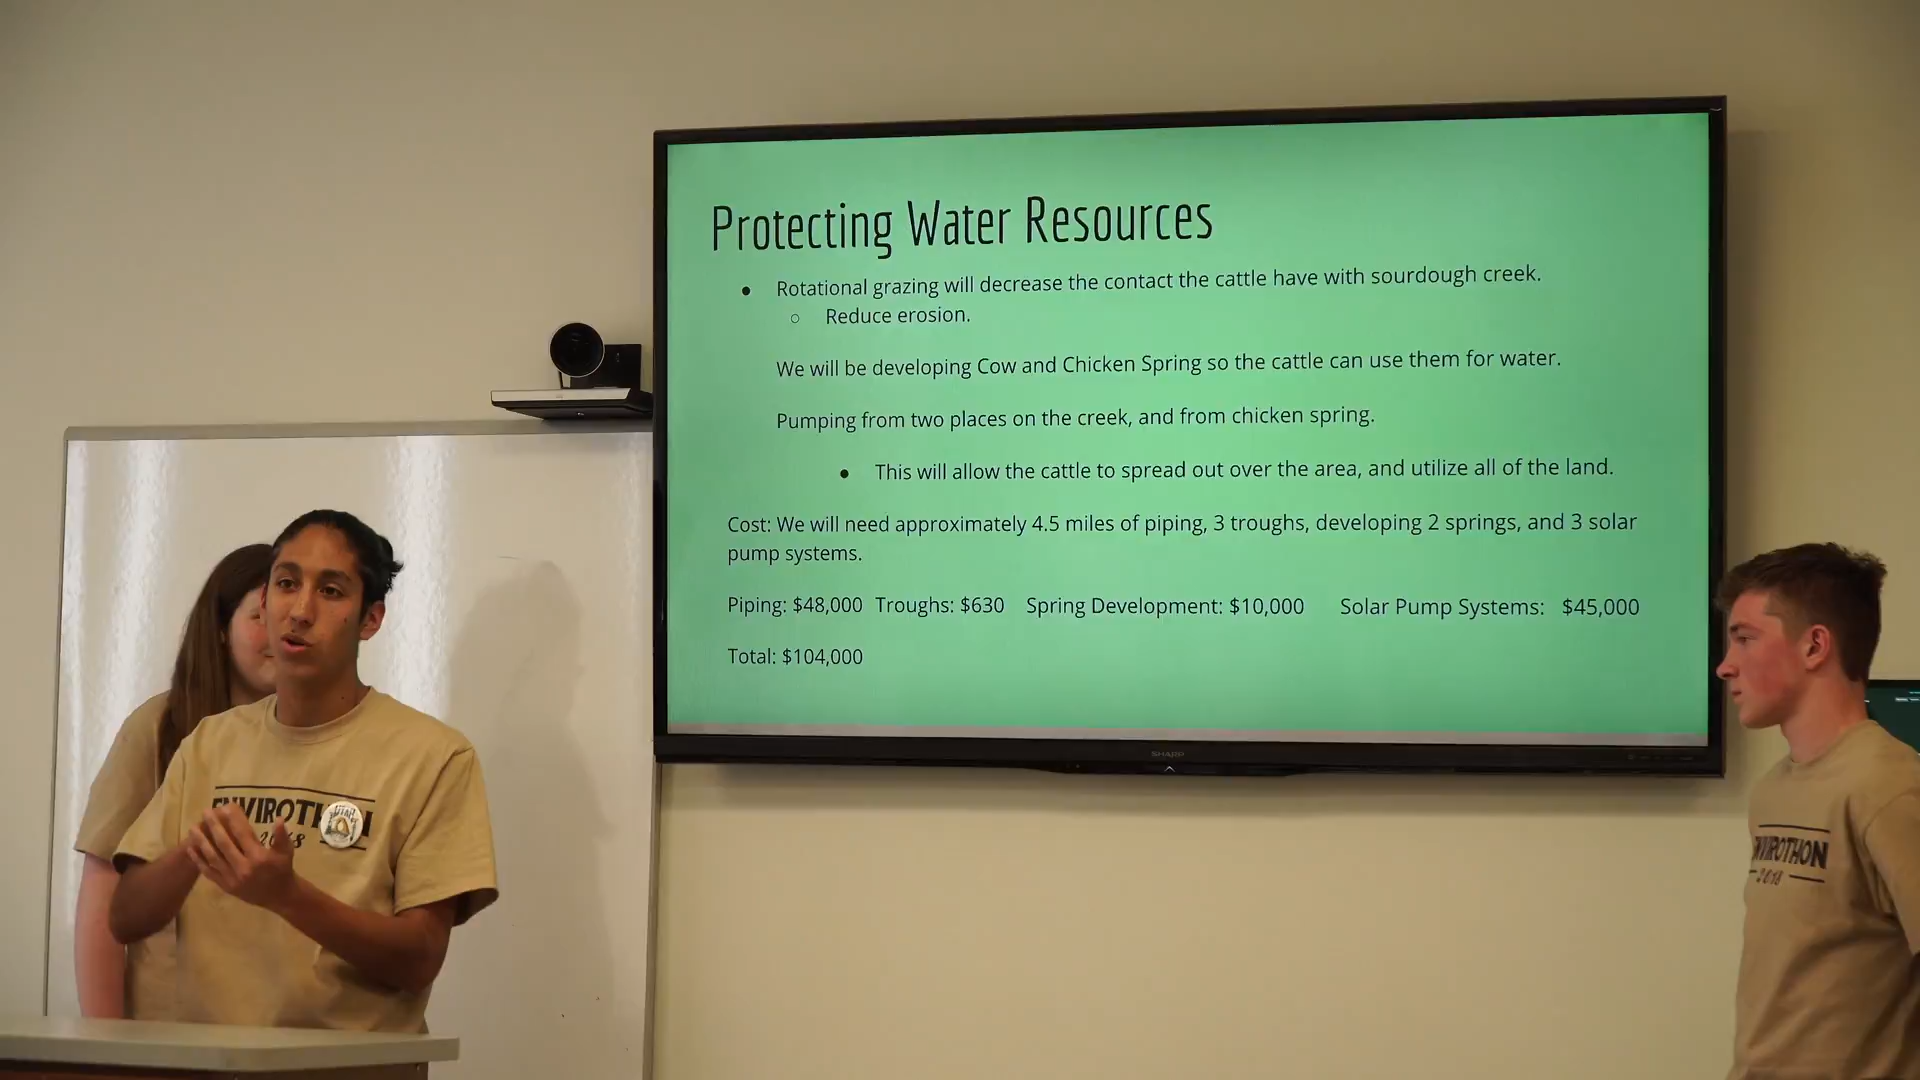 Protecting Water Resources
● Rotational grazing will decrease the contact the cattle have with sourdough creek.
○ Reduce erosion.
We will be developing Cow and Chicken Spring so the cattle can use them for water.
Pumping from two places on the creek, and from chicken spring.
● This will allow the cattle to spread out over the area, and utilize all of the land.
Cost: We will need approximately 4.5 miles of piping, 3 troughs, developing 2 springs, and 3 solar
pump systems.
Piping: $48,000 Troughs: $630 Spring Development: $10,000 Solar Pump Systems: $45,000
Total: $104,000
SHARP
ENVIROTHON
2018
UTAH
ENVIROTHON
2018